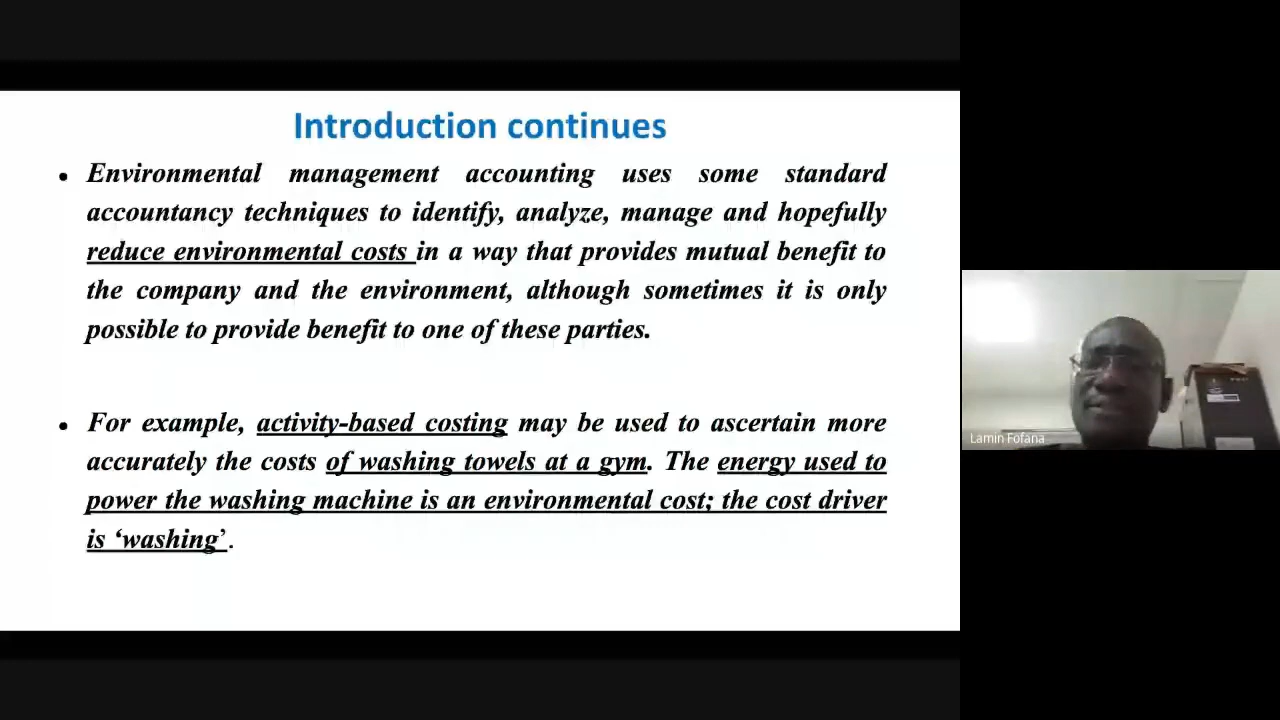 Introduction continues
• Environmental management accounting uses some standard
accountancy techniques to identify, analyze, manage and hopefully
reduce environmental costs in a way that provides mutual benefit to
the company and the environment, although sometimes it is only
possible to provide benefit to one of these parties.
• For example, activity-based costing may be used to ascertain more
accurately the costs of washing towels at a gym. The energy used to
power the washing machine is an environmental cost; the cost driver
is ‘washing’.
Lamin Fofana